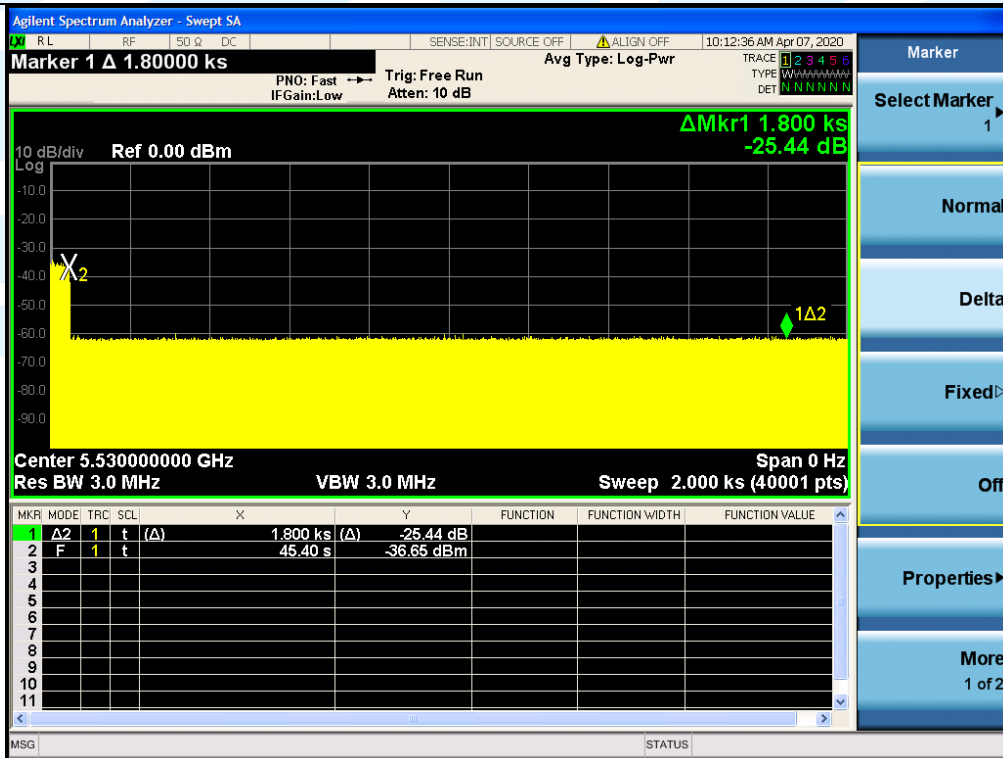 Agilent Spectrum Analyzer - Swept SA
LXI RL RF 50 Ω DC SENSE:INT SOURCE OFF ALIGN OFF 10:12:36 AM Apr 07, 2020
Marker 1 Δ 1.80000 ks
PNO: Fast
IFGain:Low
Trig: Free Run
Atten: 10 dB
Avg Type: Log-Pwr
TRACE 1 2 3 4 5 6
TYPE WWWWWW
DET N N N N N N
ΔMkr1 1.800 ks
-25.44 dB
10 dB/div Ref 0.00 dBm
Log
-10.0
-20.0
-30.0
-40.0
-50.0
-60.0
-70.0
-80.0
-90.0
X2
1Δ2
Center 5.530000000 GHz Span 0 Hz
Res BW 3.0 MHz VBW 3.0 MHz Sweep 2.000 ks (40001 pts)
MKR MODE TRC SCL X Y FUNCTION FUNCTION WIDTH FUNCTION VALUE
1 Δ2 1 t (Δ) 1.800 ks (Δ) -25.44 dB
2 F 1 t 45.40 s -36.65 dBm
3
4
5
6
7
8
9
10
11
MSG STATUS
Marker
Select Marker
1
Normal
Delta
Fixed
Off
Properties
More
1 of 2